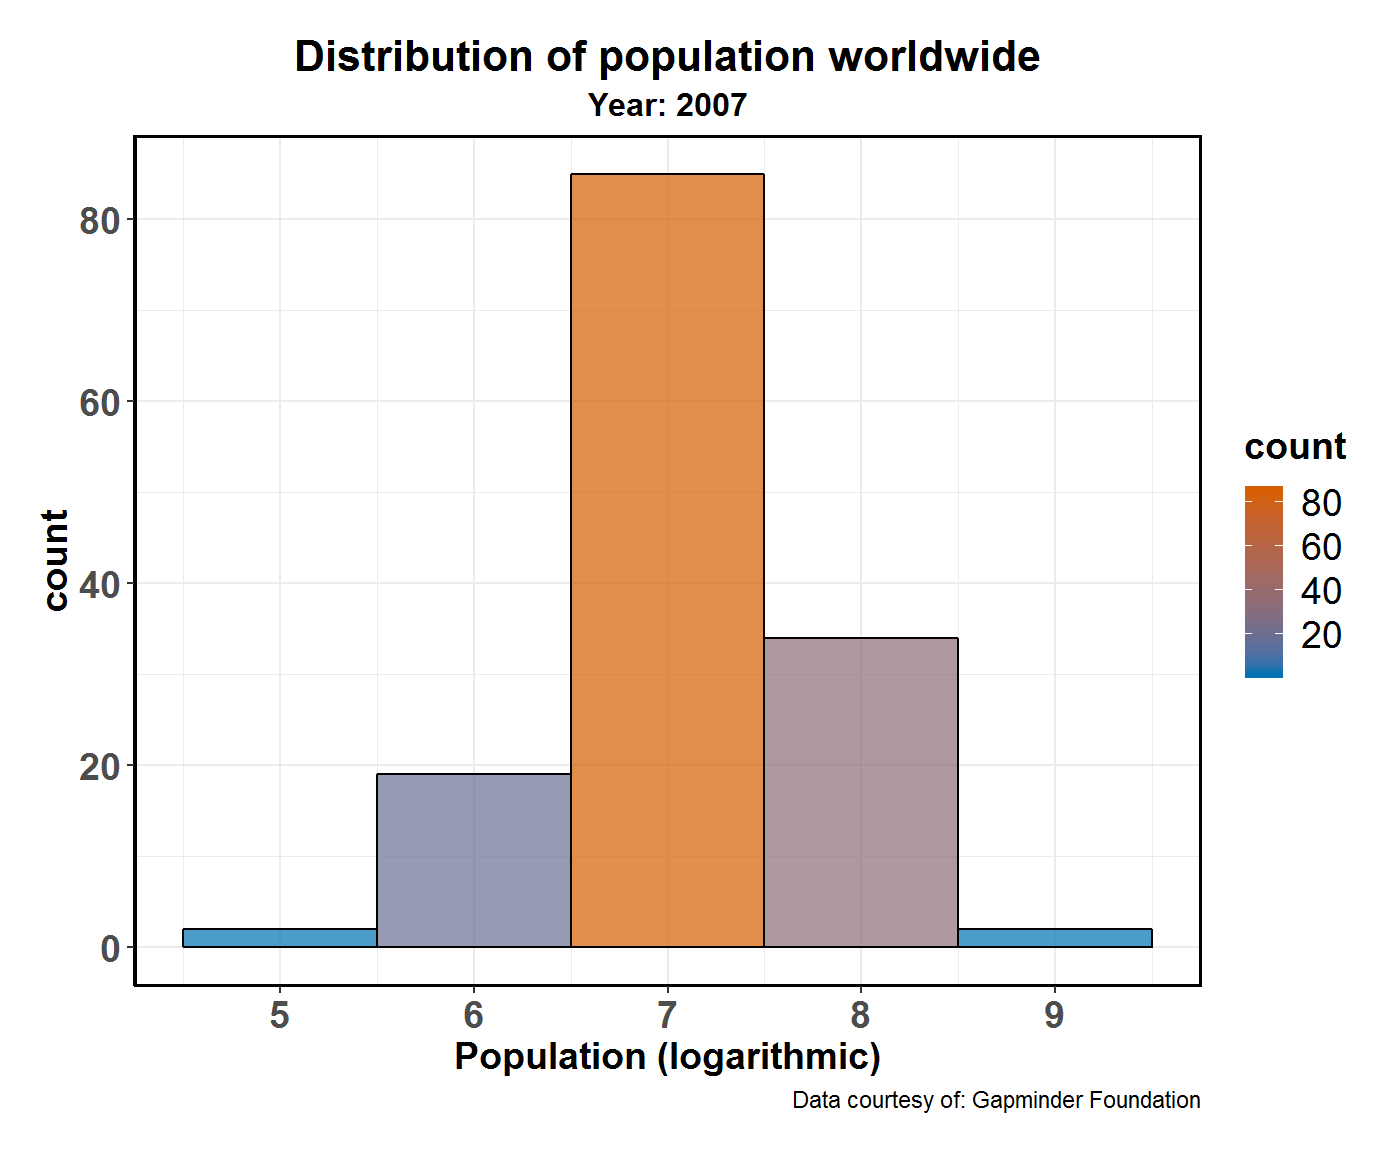 Distribution of population worldwide
Year: 2007
count
80
60
40
20
0
5 6 7 8 9
Population (logarithmic)
count
80
60
40
20
Data courtesy of: Gapminder Foundation